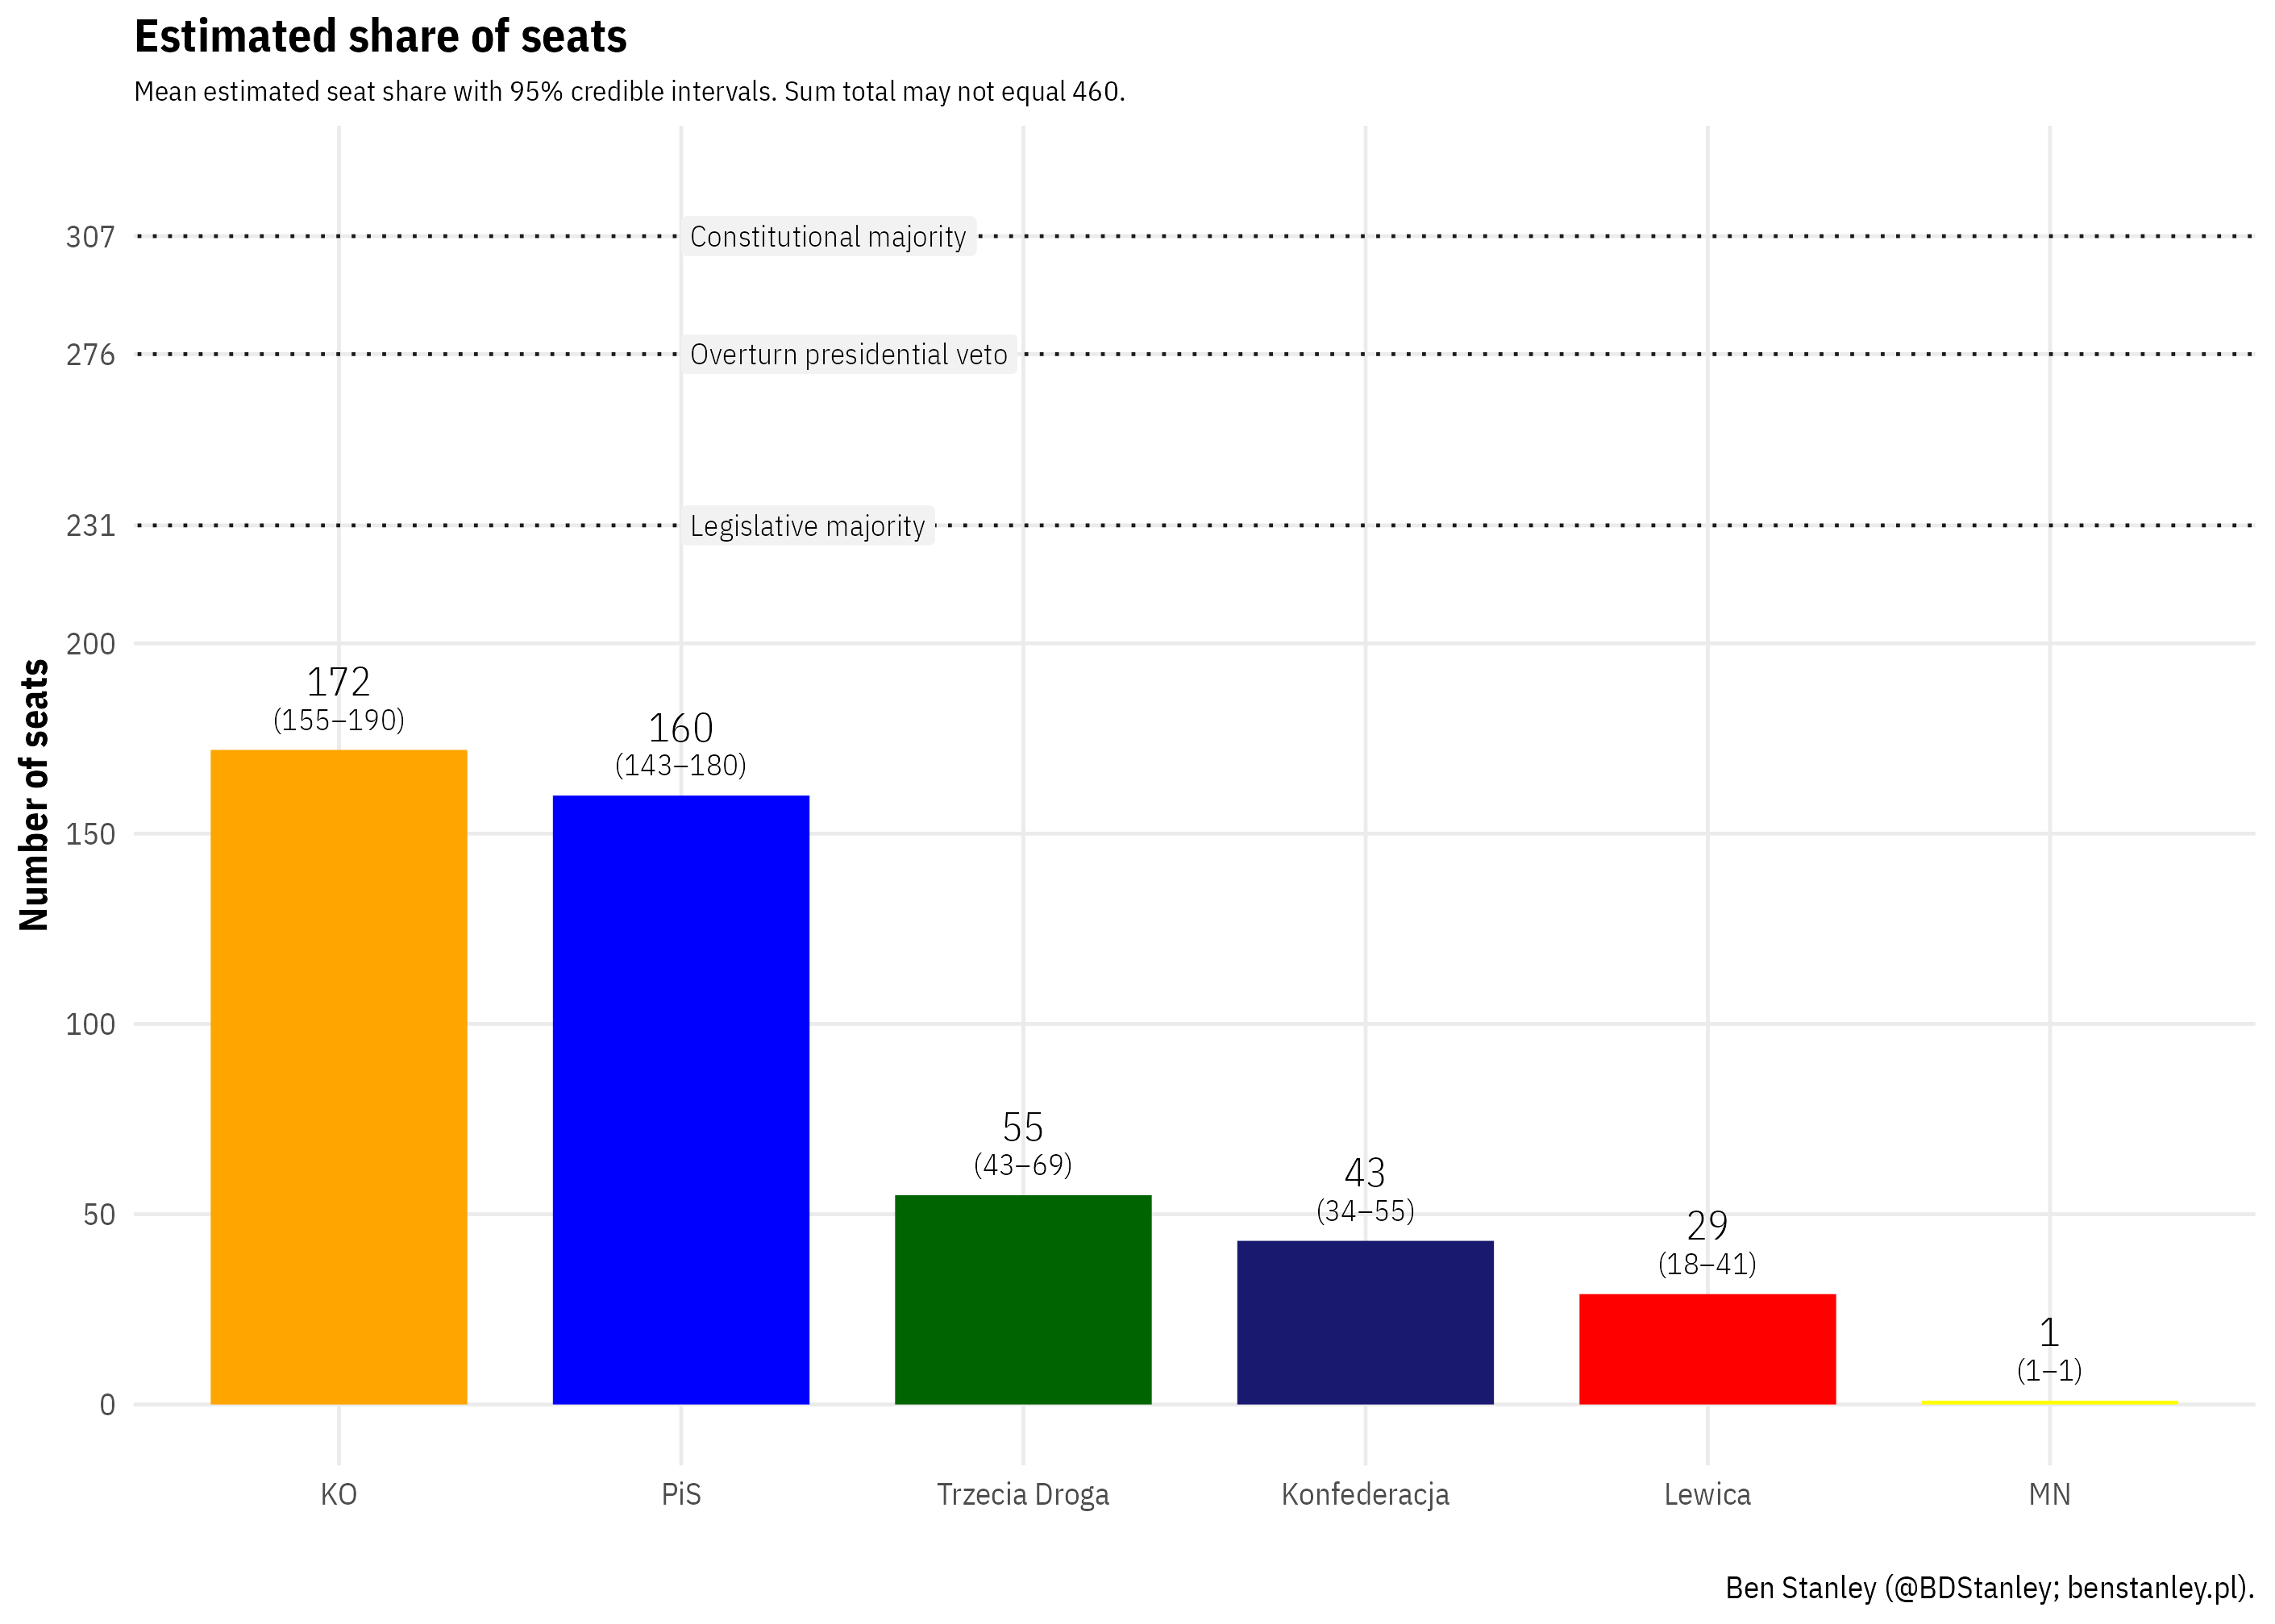 Estimated share of seats
Mean estimated seat share with 95% credible intervals. Sum total may not equal 460.
307
Constitutional majority
276
Overturn presidential veto
231
Legislative majority
200
150
100
50
0
Number of seats
172
(155–190)
160
(143–180)
55
(43–69)
43
(34–55)
29
(18–41)
1
(1–1)
KO
PiS
Trzecia Droga
Konfederacja
Lewica
MN
Ben Stanley (@BDStanley; benstanley.pl).